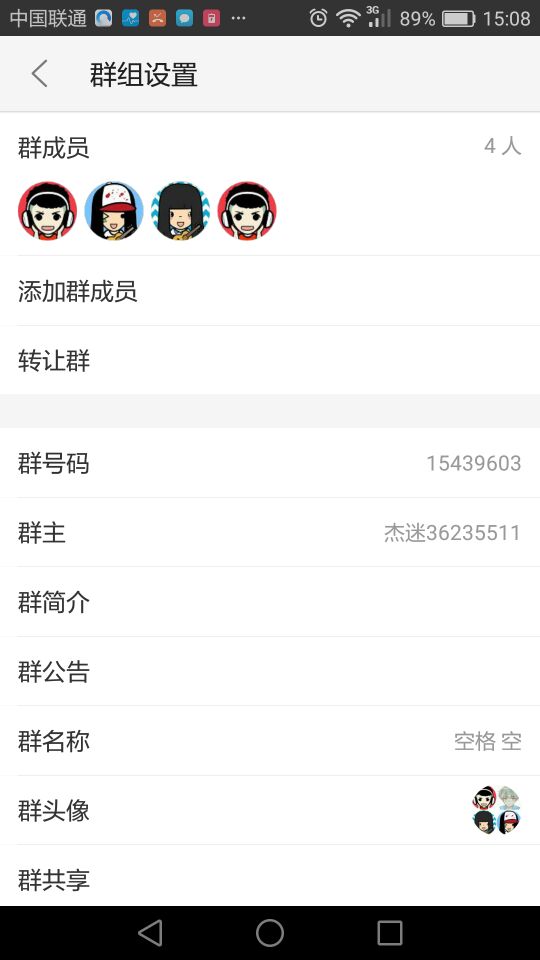 中国联通 ··· 3G 89% 15:08
群组设置
群成员 4 人
添加群成员
转让群
群号码 15439603
群主 杰迷36235511
群简介
群公告
群名称 空格 空
群头像
群共享